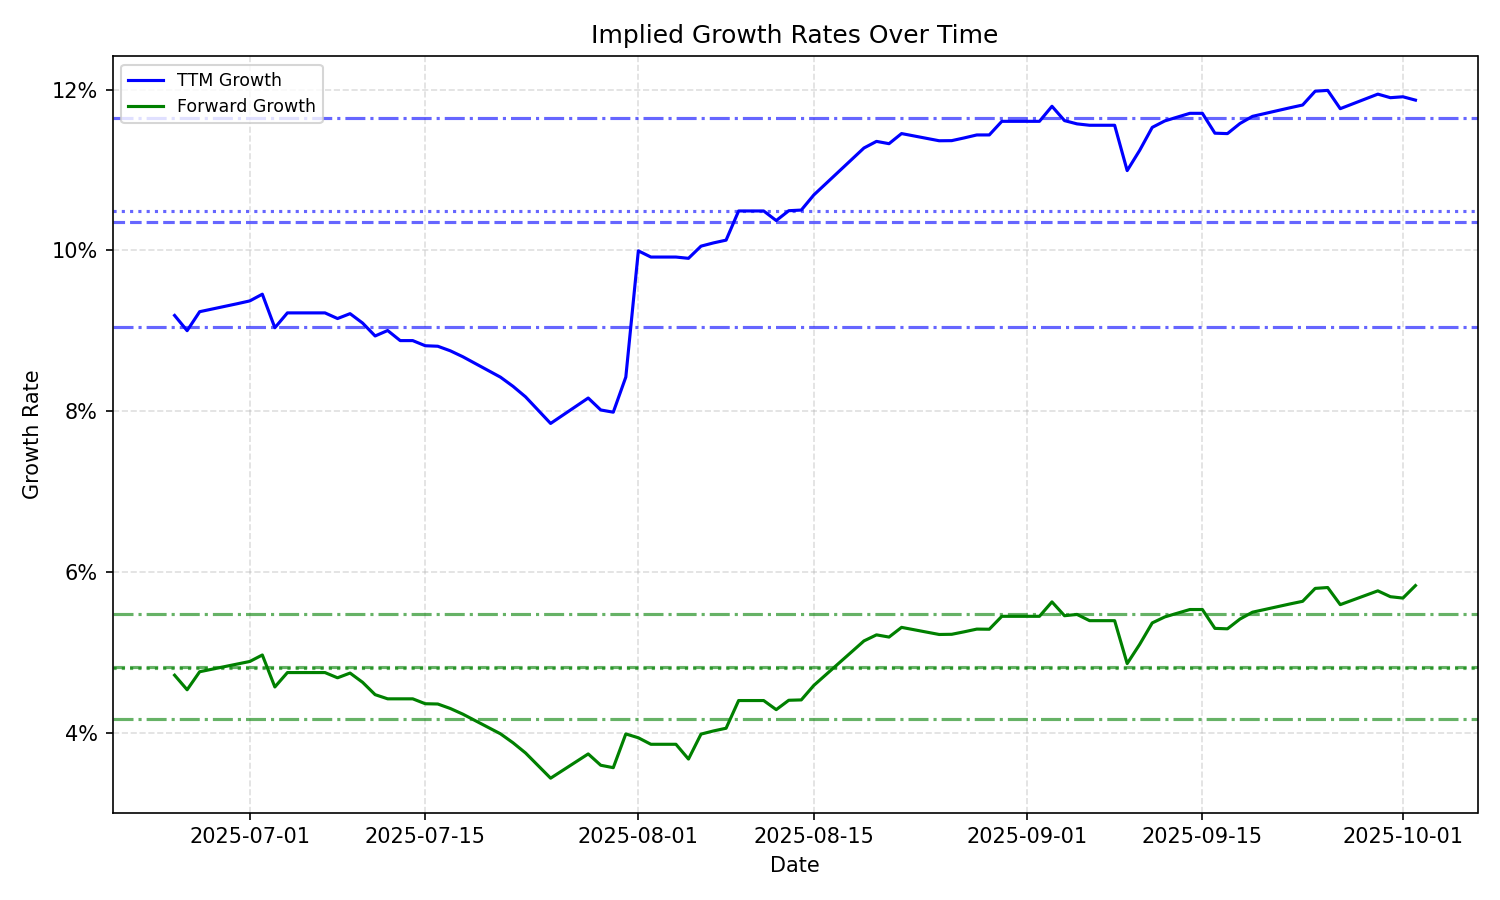 Implied Growth Rates Over Time
TTM Growth
Forward Growth
12%
10%
8%
6%
4%
Growth Rate
2025-07-01
2025-07-15
2025-08-01
2025-08-15
2025-09-01
2025-09-15
2025-10-01
Date